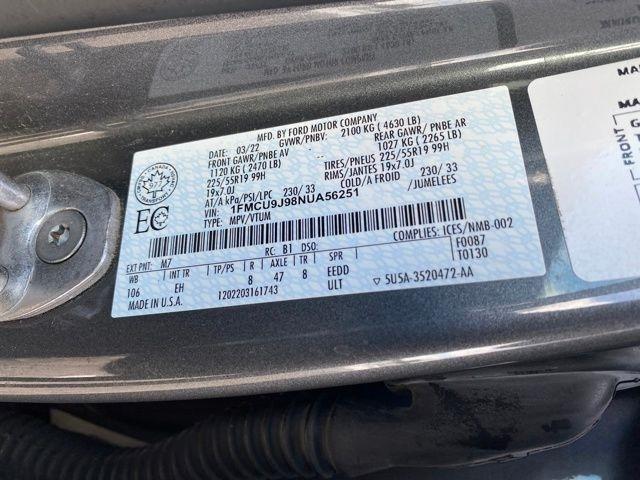 MFD. BY FORD MOTOR COMPANY
DATE: 03/22 GVWR/PNBV: 2100 KG ( 4630 LB)
FRONT GAWR/PNBE AV REAR GAWR/ PNBE AR
1120 KG ( 2470 LB) 1027 KG ( 2265 LB)
225/55R19 99H TIRES/PNEUS 225/55R19 99H
19x7.0J RIMS/JANTES 19x7.0J
AT/A kPa/PSI/LPC 230/ 33 COLD/A FROID 230/ 33
VIN: 1FMCU9J98NUA56251 /JUMELEES
TYPE: MPV/VTUM
EC
COMPLIES: ICES/NMB-002
EXT PNT: M7 RC: B1 DSO: F0087
WB INT TR TP/PS R AXLE TR SPR T0130
106 EH 8 47 8 EEDD
MADE IN U.S.A. 1202203161743 ULT ▽ 5U5A-3520472-AA
FRONT